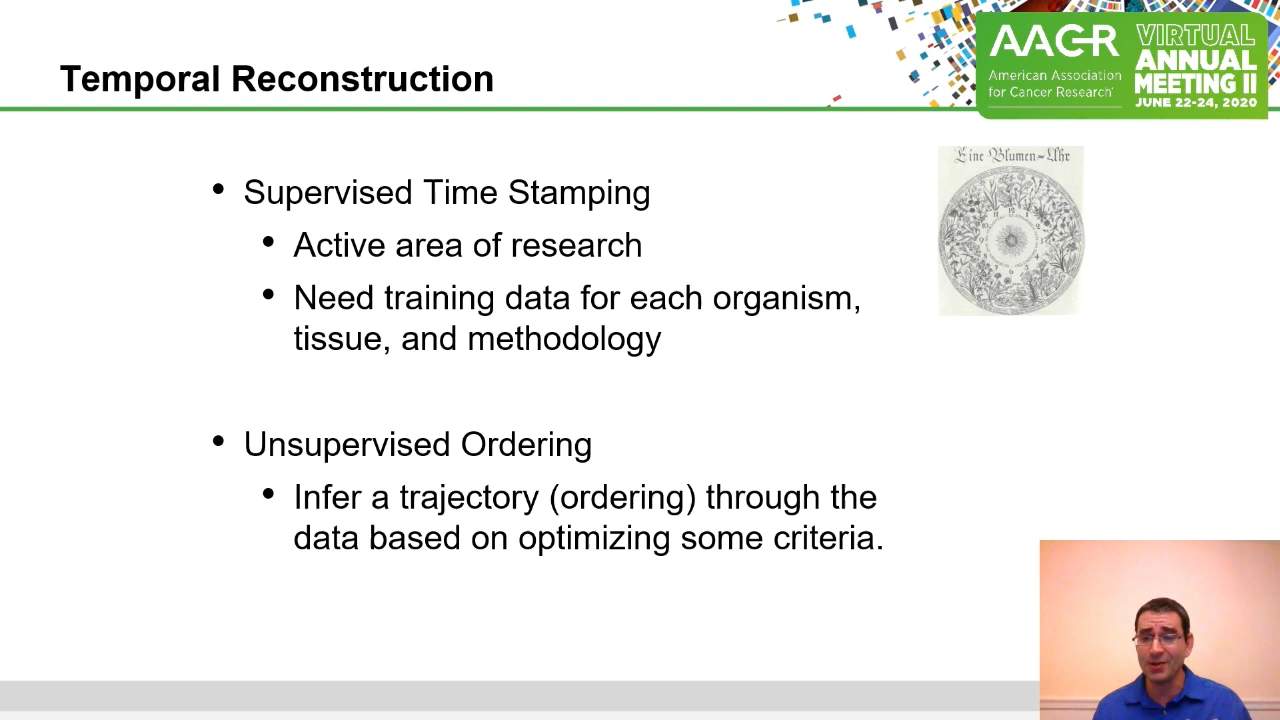 Temporal Reconstruction
AACR
American Association
for Cancer Research
VIRTUAL
ANNUAL
MEETING II
JUNE 22-24, 2020
Eine Blumen-Uhr
• Supervised Time Stamping
• Active area of research
• Need training data for each organism,
tissue, and methodology
• Unsupervised Ordering
• Infer a trajectory (ordering) through the
data based on optimizing some criteria.